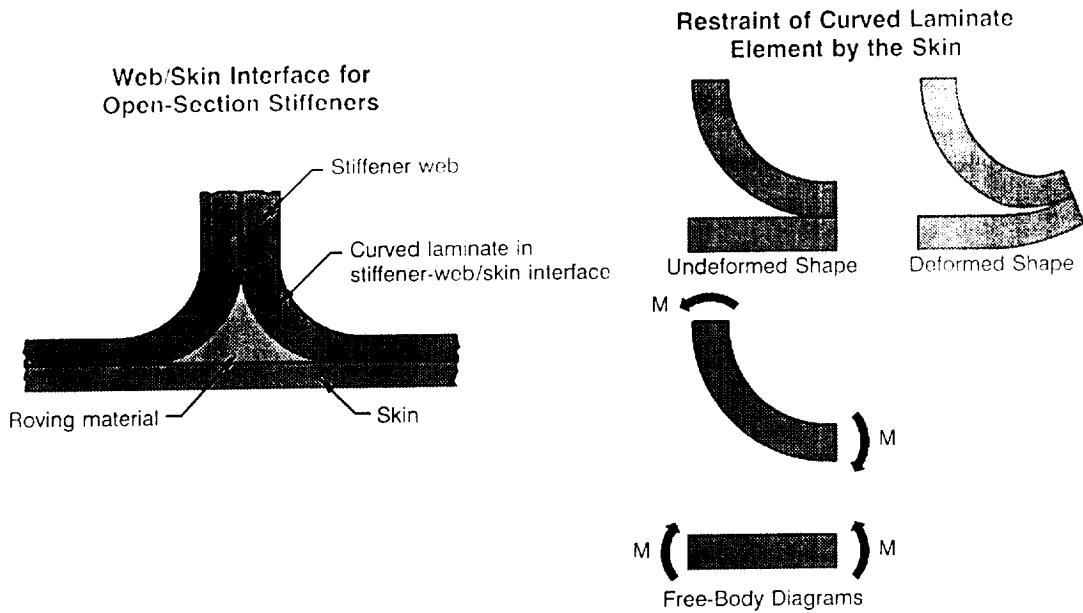 Web/Skin Interface for
Open-Section Stiffeners
Stiffener web
Curved laminate in
stiffener-web/skin interface
Roving material
Skin
Restraint of Curved Laminate
Element by the Skin
Undeformed Shape
Deformed Shape
M
M
M
M
Free-Body Diagrams